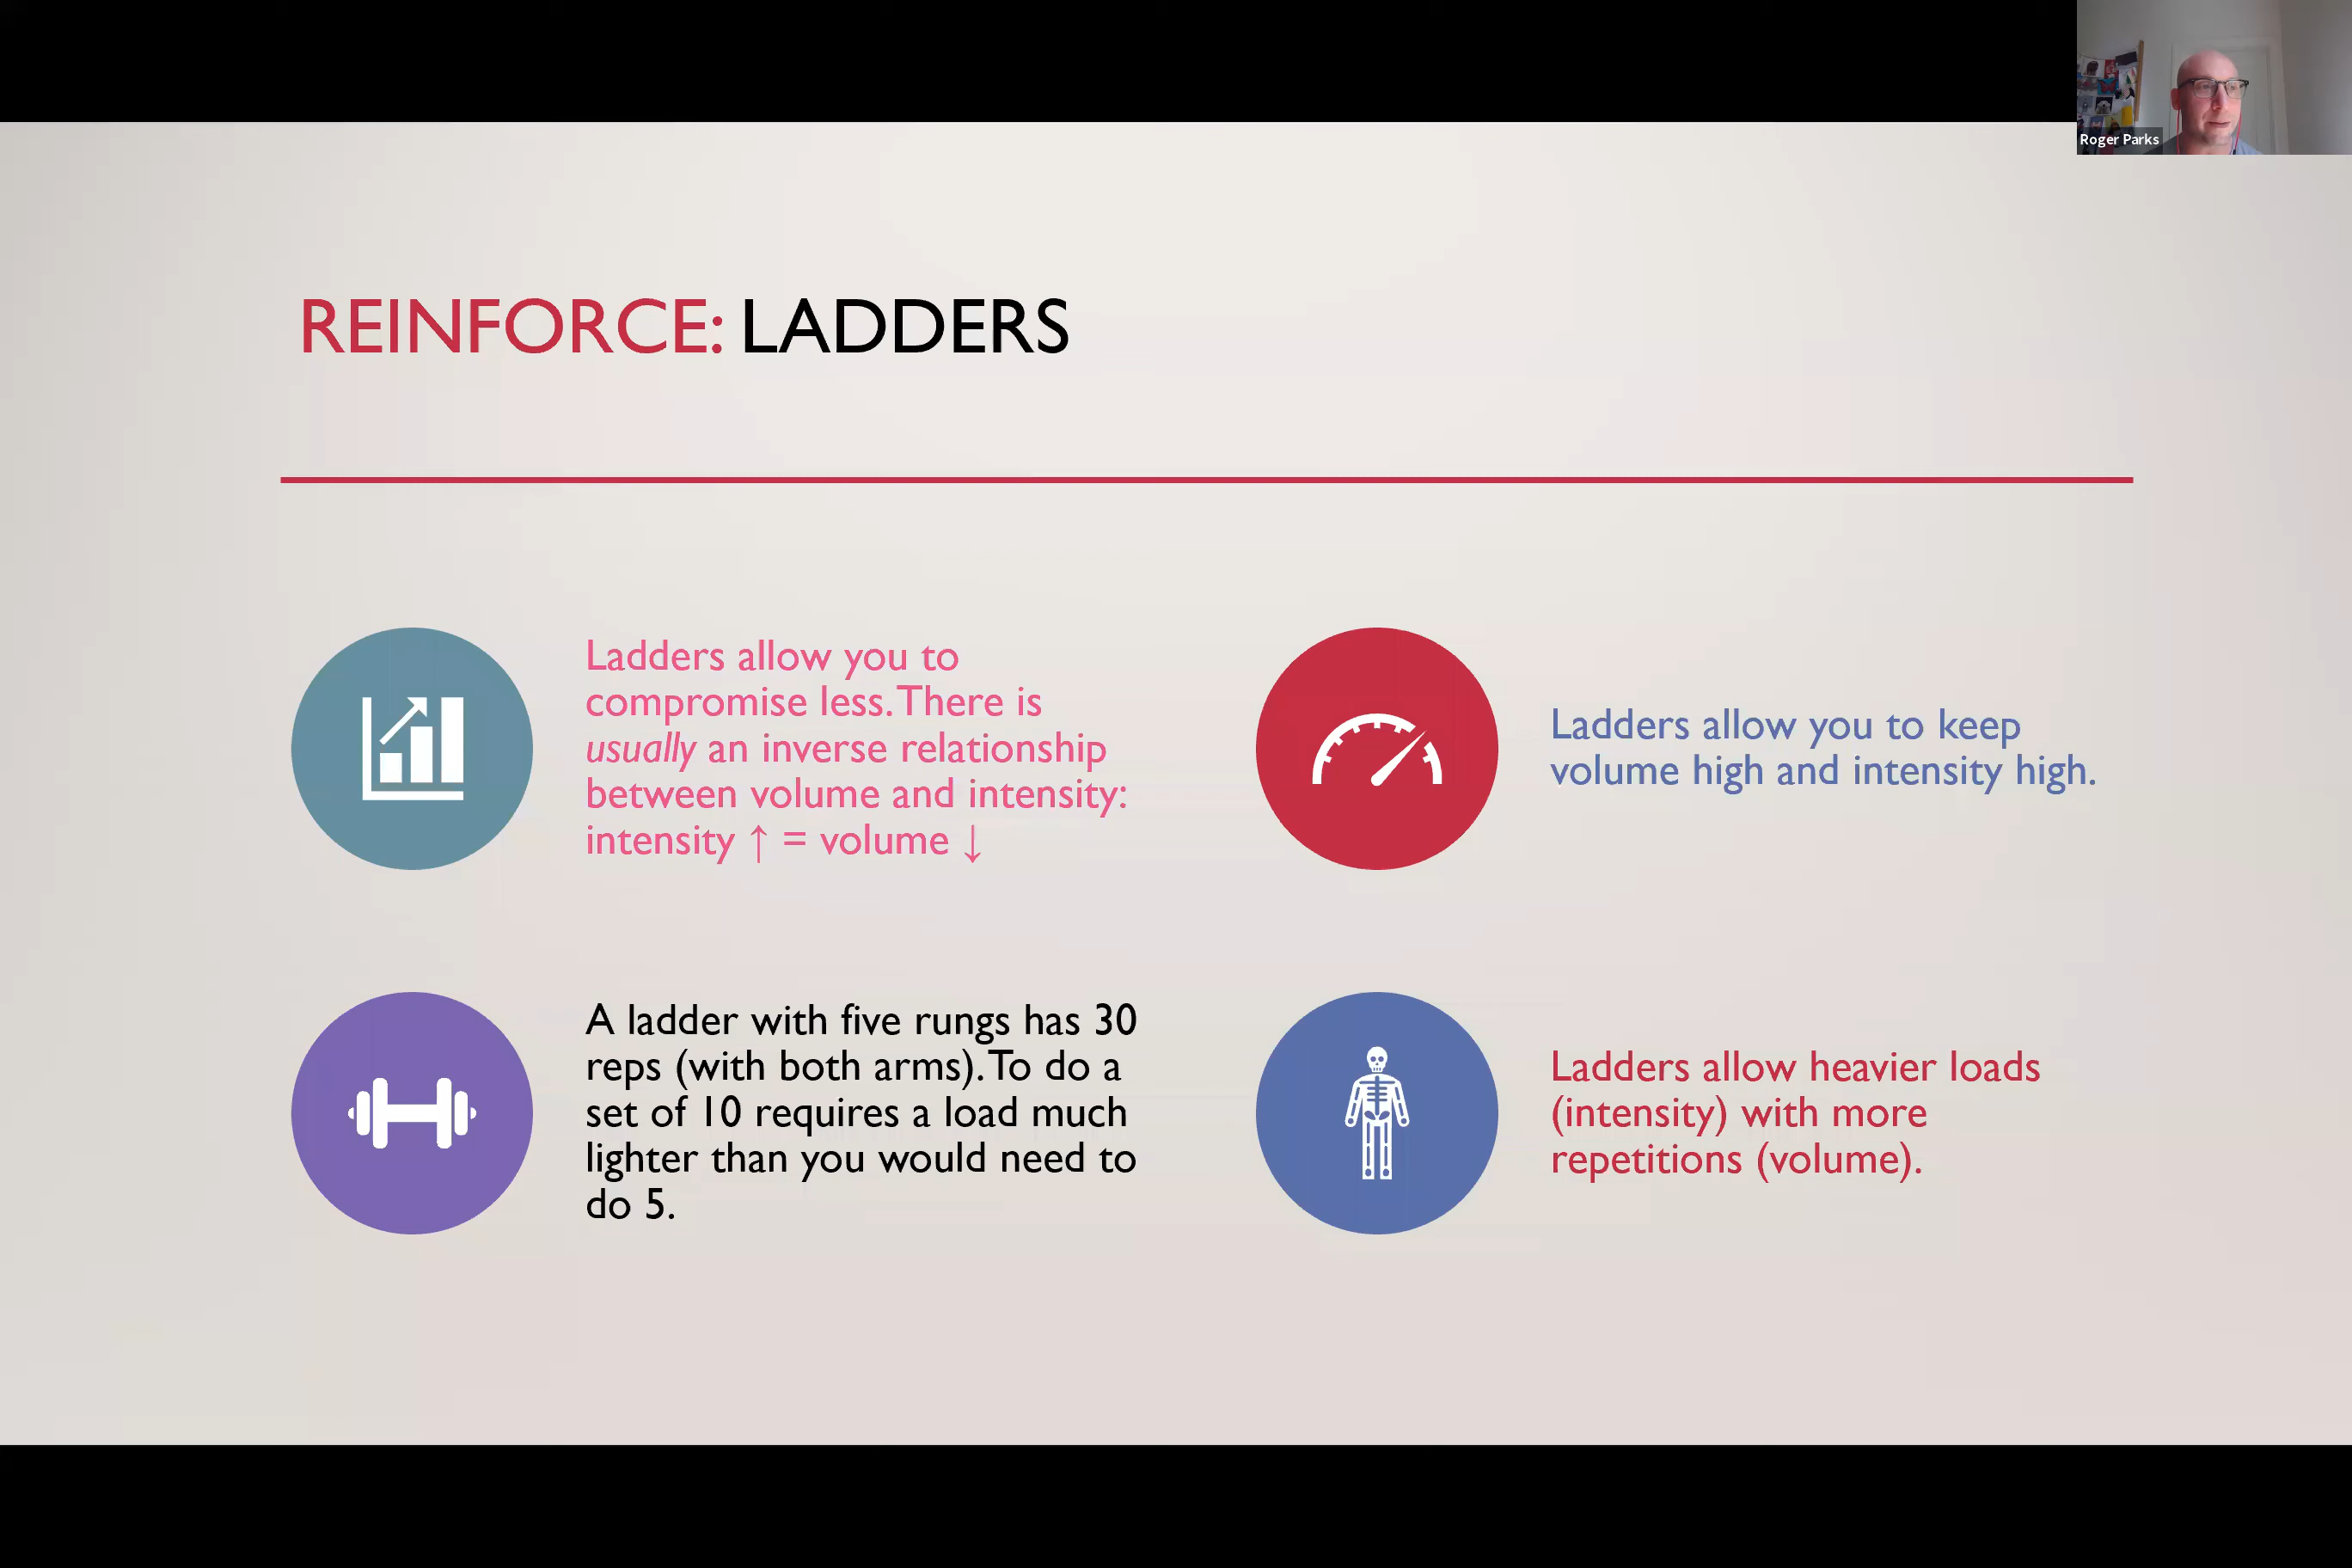 Roger Parks
REINFORCE: LADDERS
Ladders allow you to
compromise less. There is
usually an inverse relationship
between volume and intensity:
intensity ↑ = volume ↓
Ladders allow you to keep
volume high and intensity high.
A ladder with five rungs has 30
reps (with both arms). To do a
set of 10 requires a load much
lighter than you would need to
do 5.
Ladders allow heavier loads
(intensity) with more
repetitions (volume).